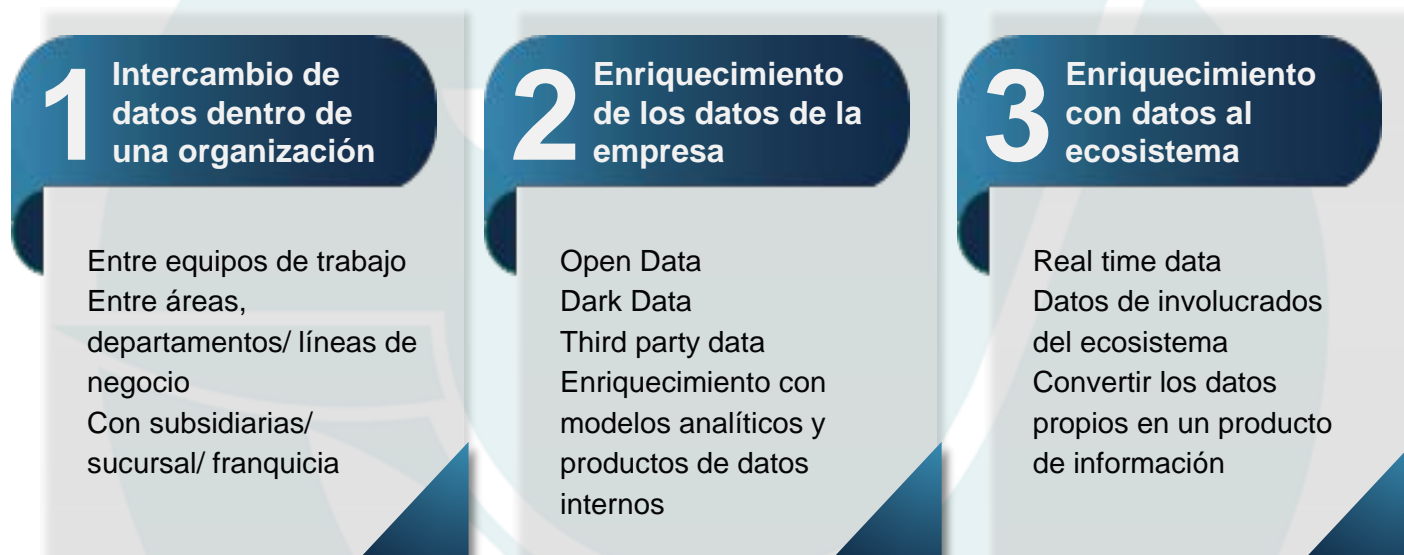 1
Intercambio de
datos dentro de
una organización
Entre equipos de trabajo
Entre áreas,
departamentos/ líneas de
negocio
Con subsidiarias/
sucursal/ franquicia
2
Enriquecimiento
de los datos de la
empresa
Open Data
Dark Data
Third party data
Enriquecimiento con
modelos analíticos y
productos de datos
internos
3
Enriquecimiento
con datos al
ecosistema
Real time data
Datos de involucrados
del ecosistema
Convertir los datos
propios en un producto
de información